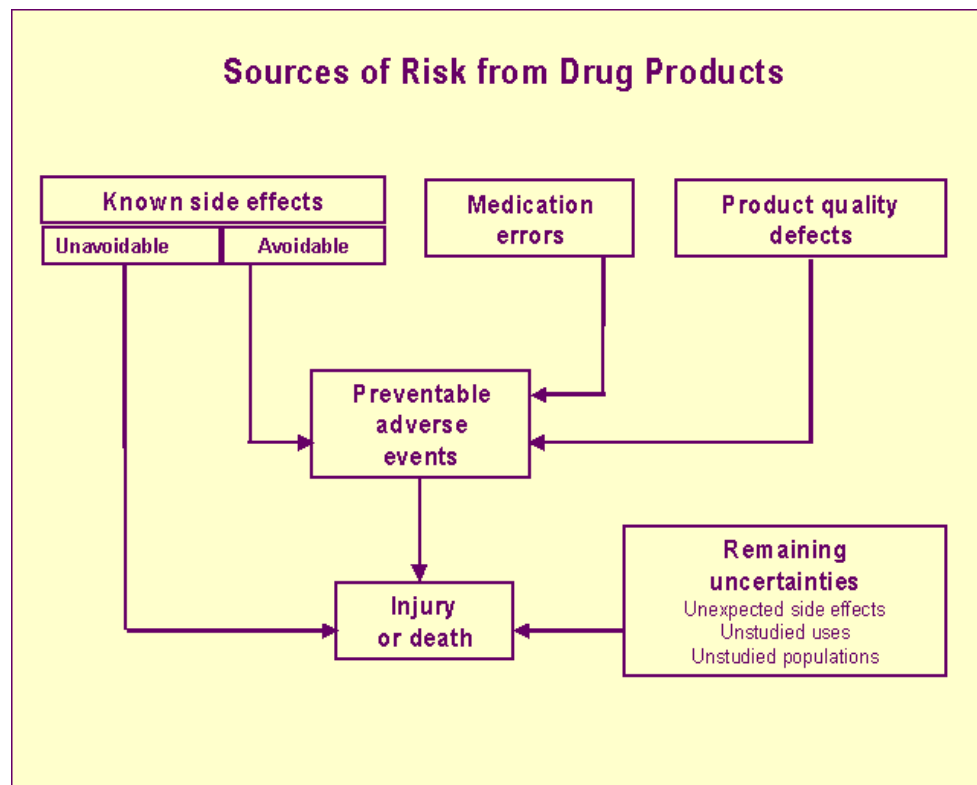 Sources of Risk from Drug Products
Known side effects
Unavoidable
Avoidable
Medication
errors
Product quality
defects
Preventable
adverse
events
Injury
or death
Remaining
uncertainties
Unexpected side effects
Unstudied uses
Unstudied populations